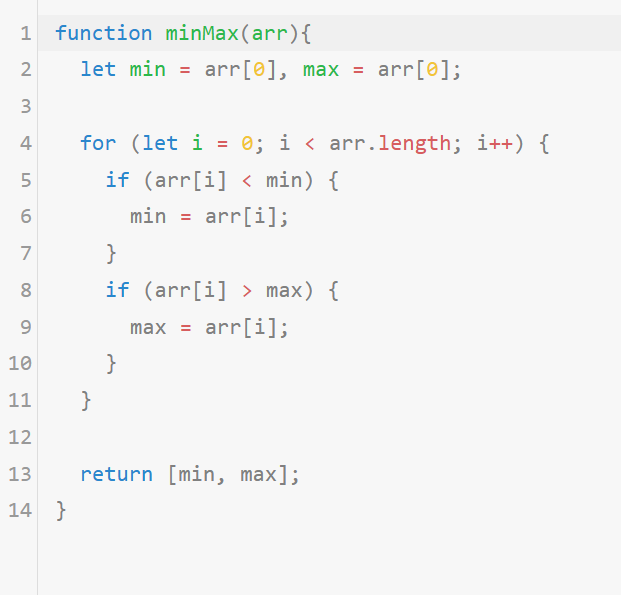 1 function minMax(arr){
2   let min = arr[0], max = arr[0];
3
4   for (let i = 0; i < arr.length; i++) {
5     if (arr[i] < min) {
6       min = arr[i];
7     }
8     if (arr[i] > max) {
9       max = arr[i];
10     }
11   }
12
13   return [min, max];
14 }